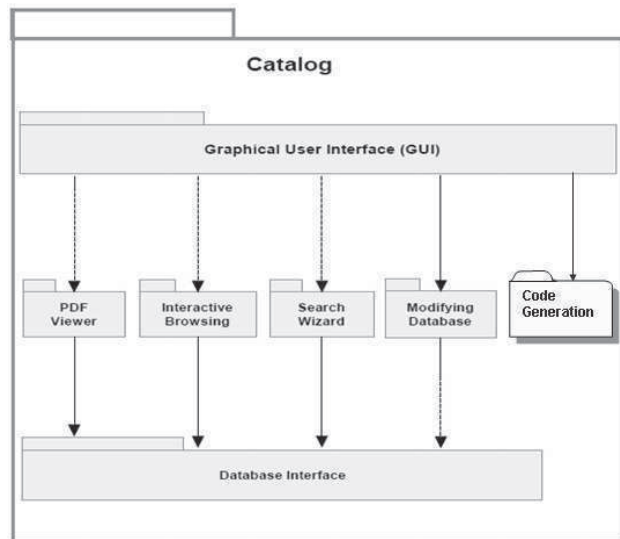 Catalog
Graphical User Interface (GUI)
PDF
Viewer
Interactive
Browsing
Search
Wizard
Modifying
Database
Code
Generation
Database Interface